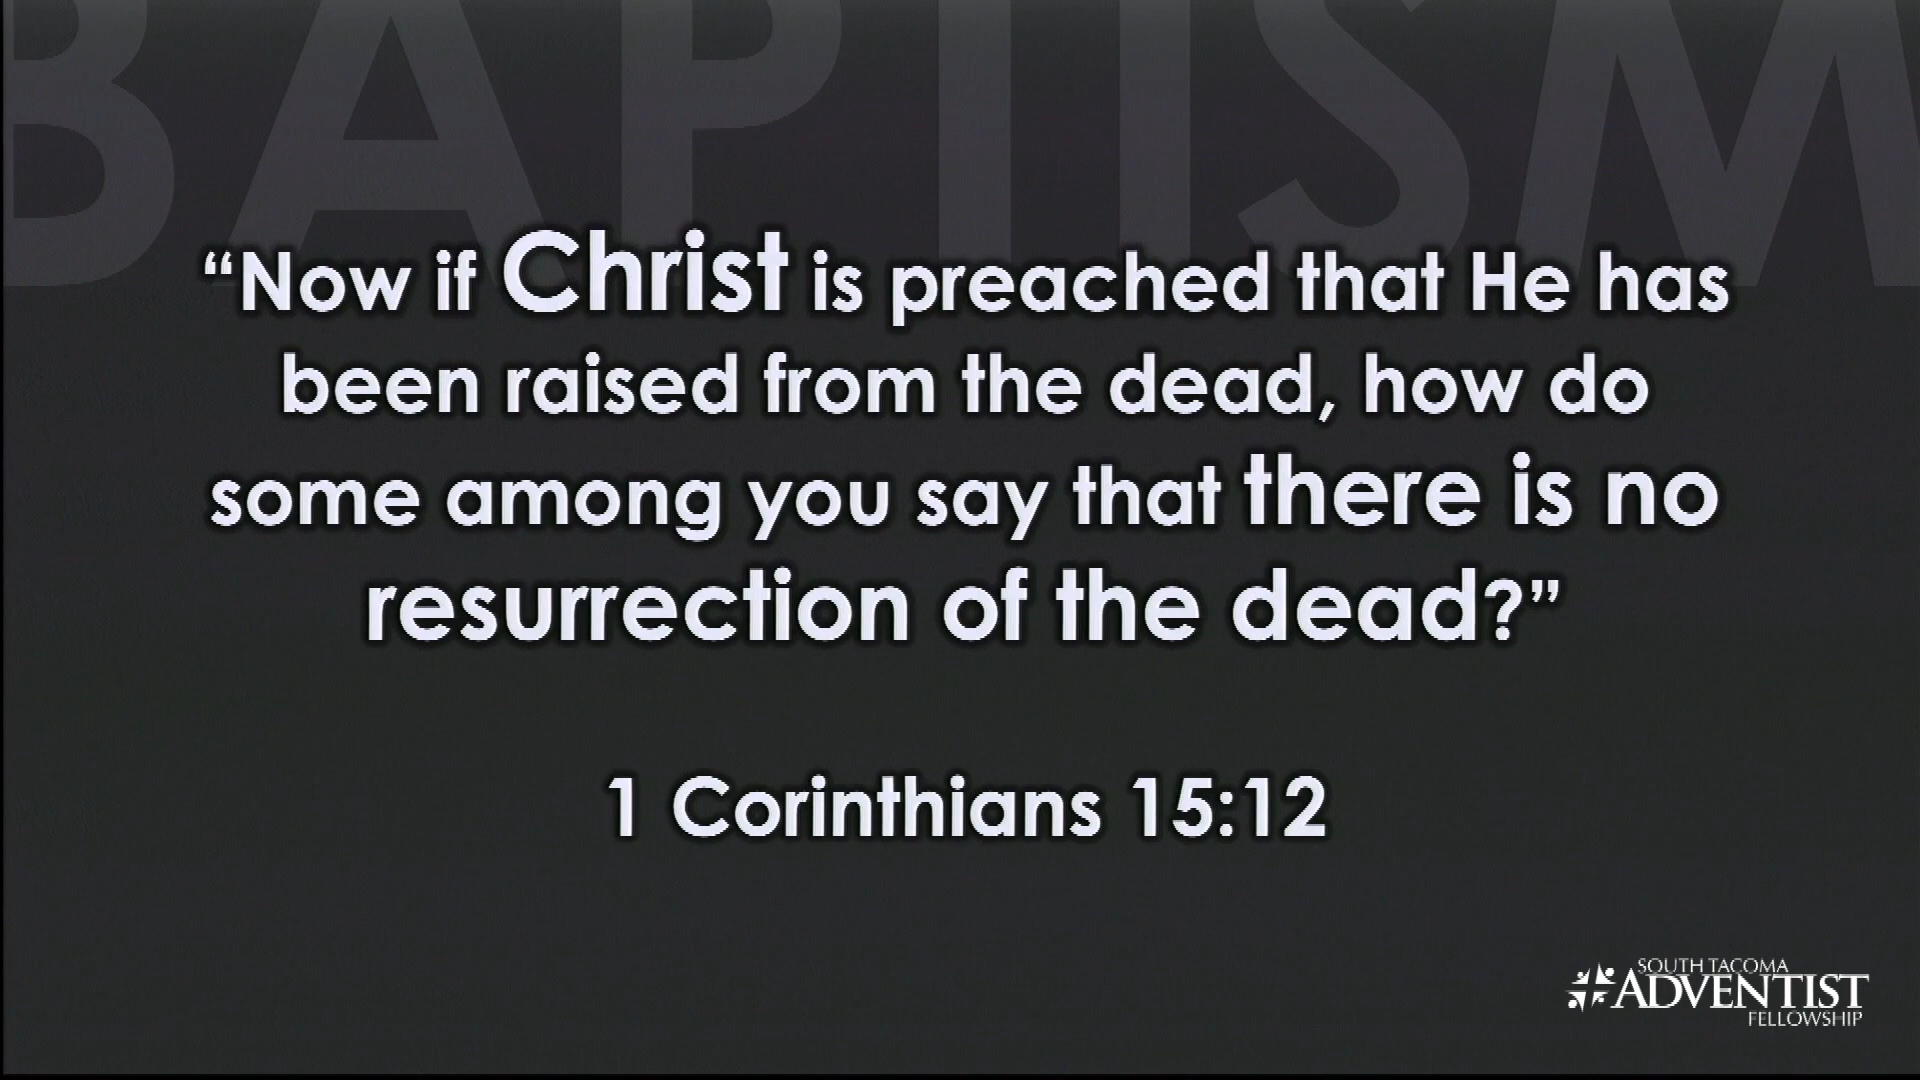 BAPTISM
“Now if Christ is preached that He has
been raised from the dead, how do
some among you say that there is no
resurrection of the dead?”
1 Corinthians 15:12
SOUTH TACOMA
ADVENTIST
FELLOWSHIP